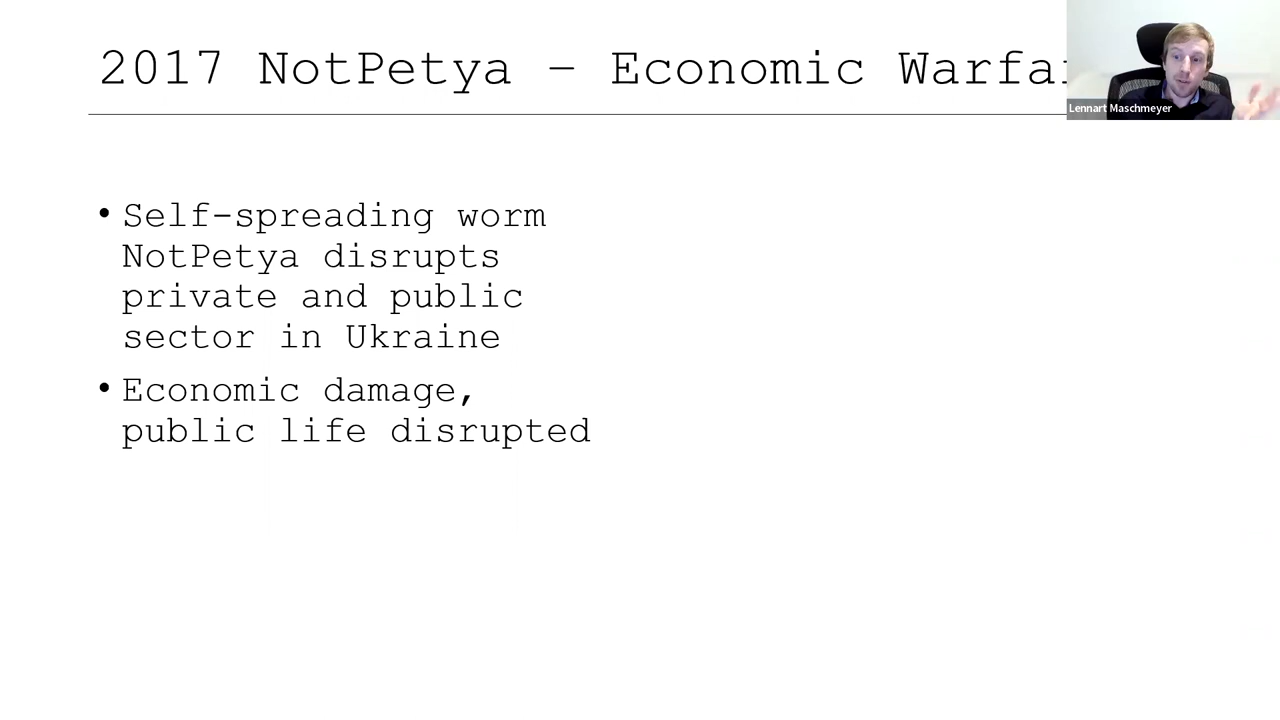 2017 NotPetya – Economic Warfa
Lennart Maschmeyer
• Self-spreading worm
NotPetya disrupts
private and public
sector in Ukraine
• Economic damage,
public life disrupted